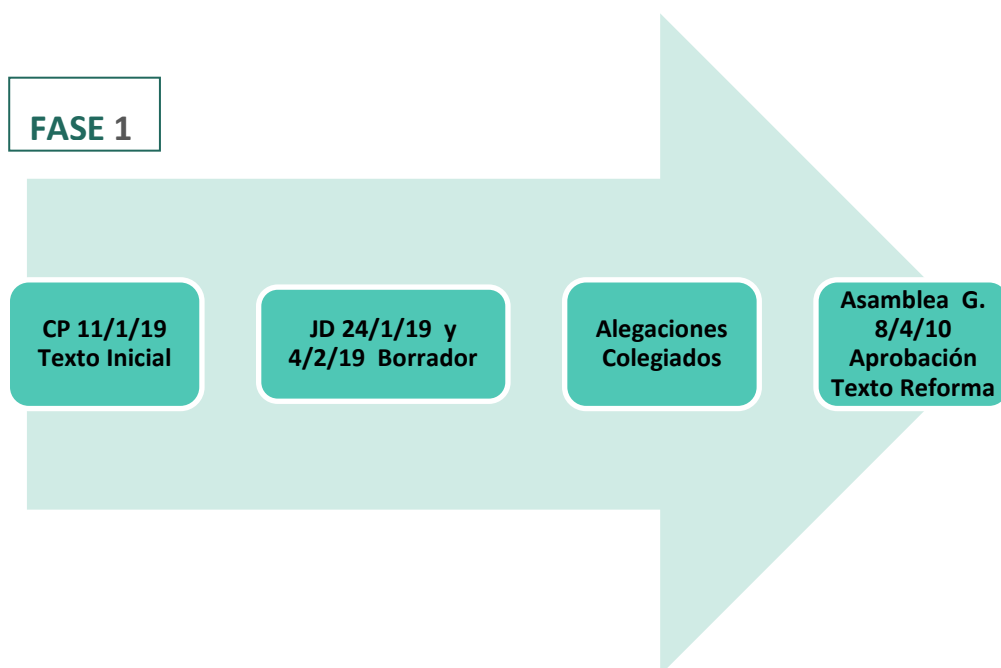 FASE 1
CP 11/1/19
Texto Inicial
JD 24/1/19 y
4/2/19 Borrador
Alegaciones
Colegiados
Asamblea G.
8/4/10
Aprobación
Texto Reforma